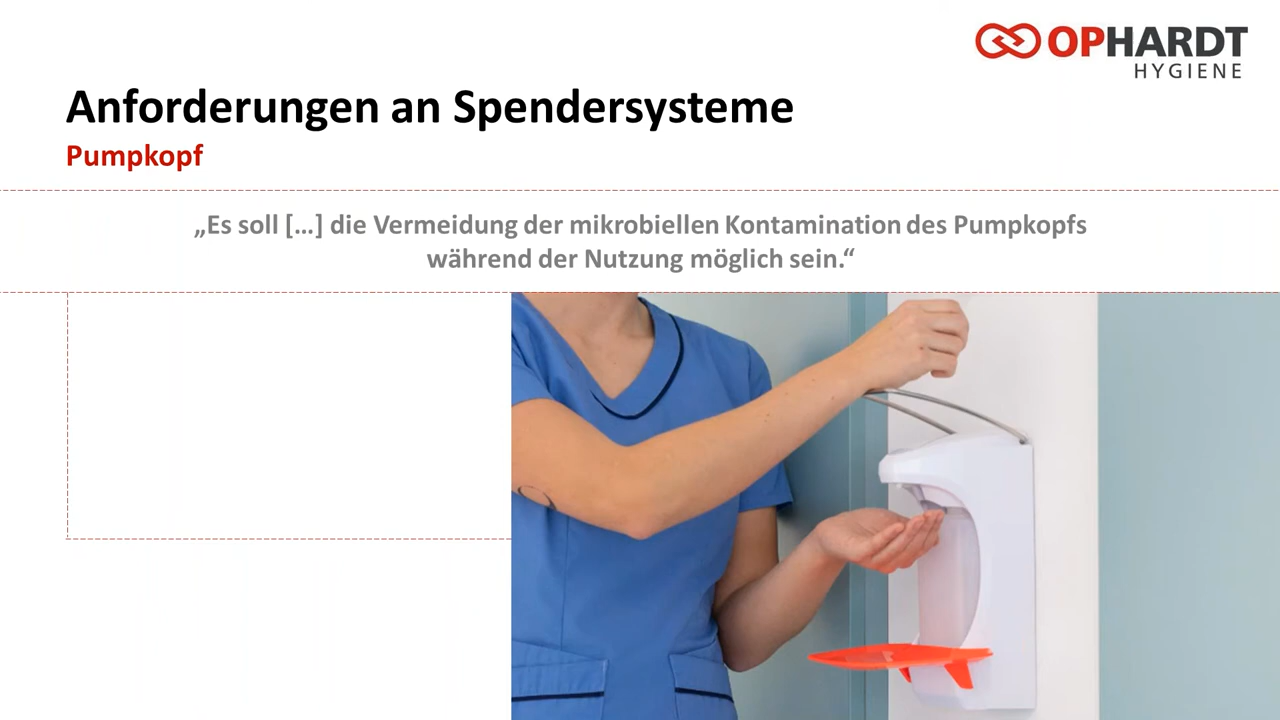 OPHARDT
HYGIENE
Anforderungen an Spendersysteme
Pumpkopf
„Es soll [...] die Vermeidung der mikrobiellen Kontamination des Pumpkopfs
während der Nutzung möglich sein.“